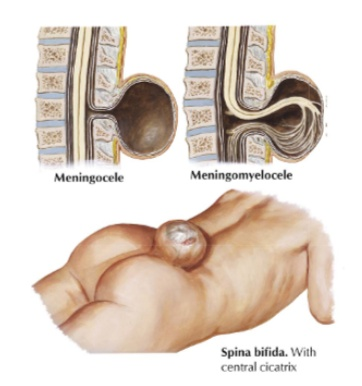 Meningocele
Meningomyelocele
Spina bifida. With
central cicatrix